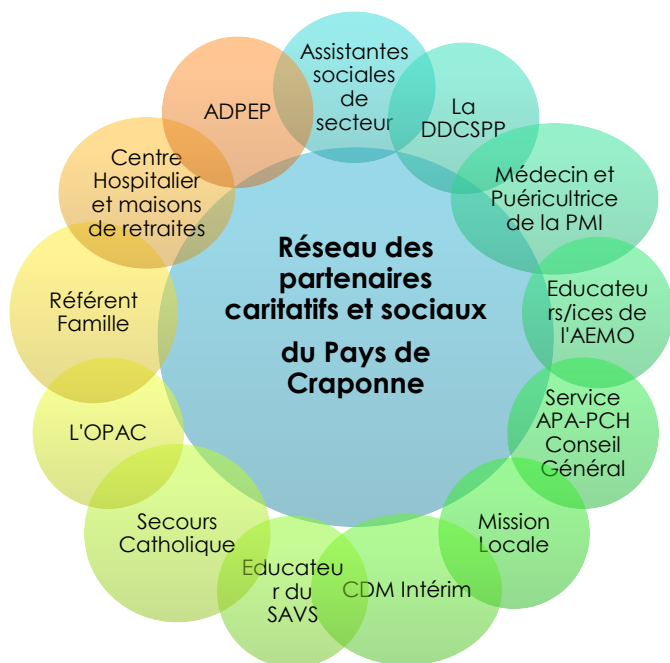 Réseau des
partenaires
caritatifs et sociaux
du Pays de
Craponne
Assistantes
sociales
de
secteur
La
DDCSPP
Médecin et
Puéricultrice
de la PMI
Educateu
rs/ices de
l'AEMO
Service
APA-PCH
Conseil
Général
Mission
Locale
CDM Intérim
Educateu
r du
SAVS
Secours
Catholique
L'OPAC
Référent
Famille
Centre
Hospitalier
et maisons
de retraites
ADPEP